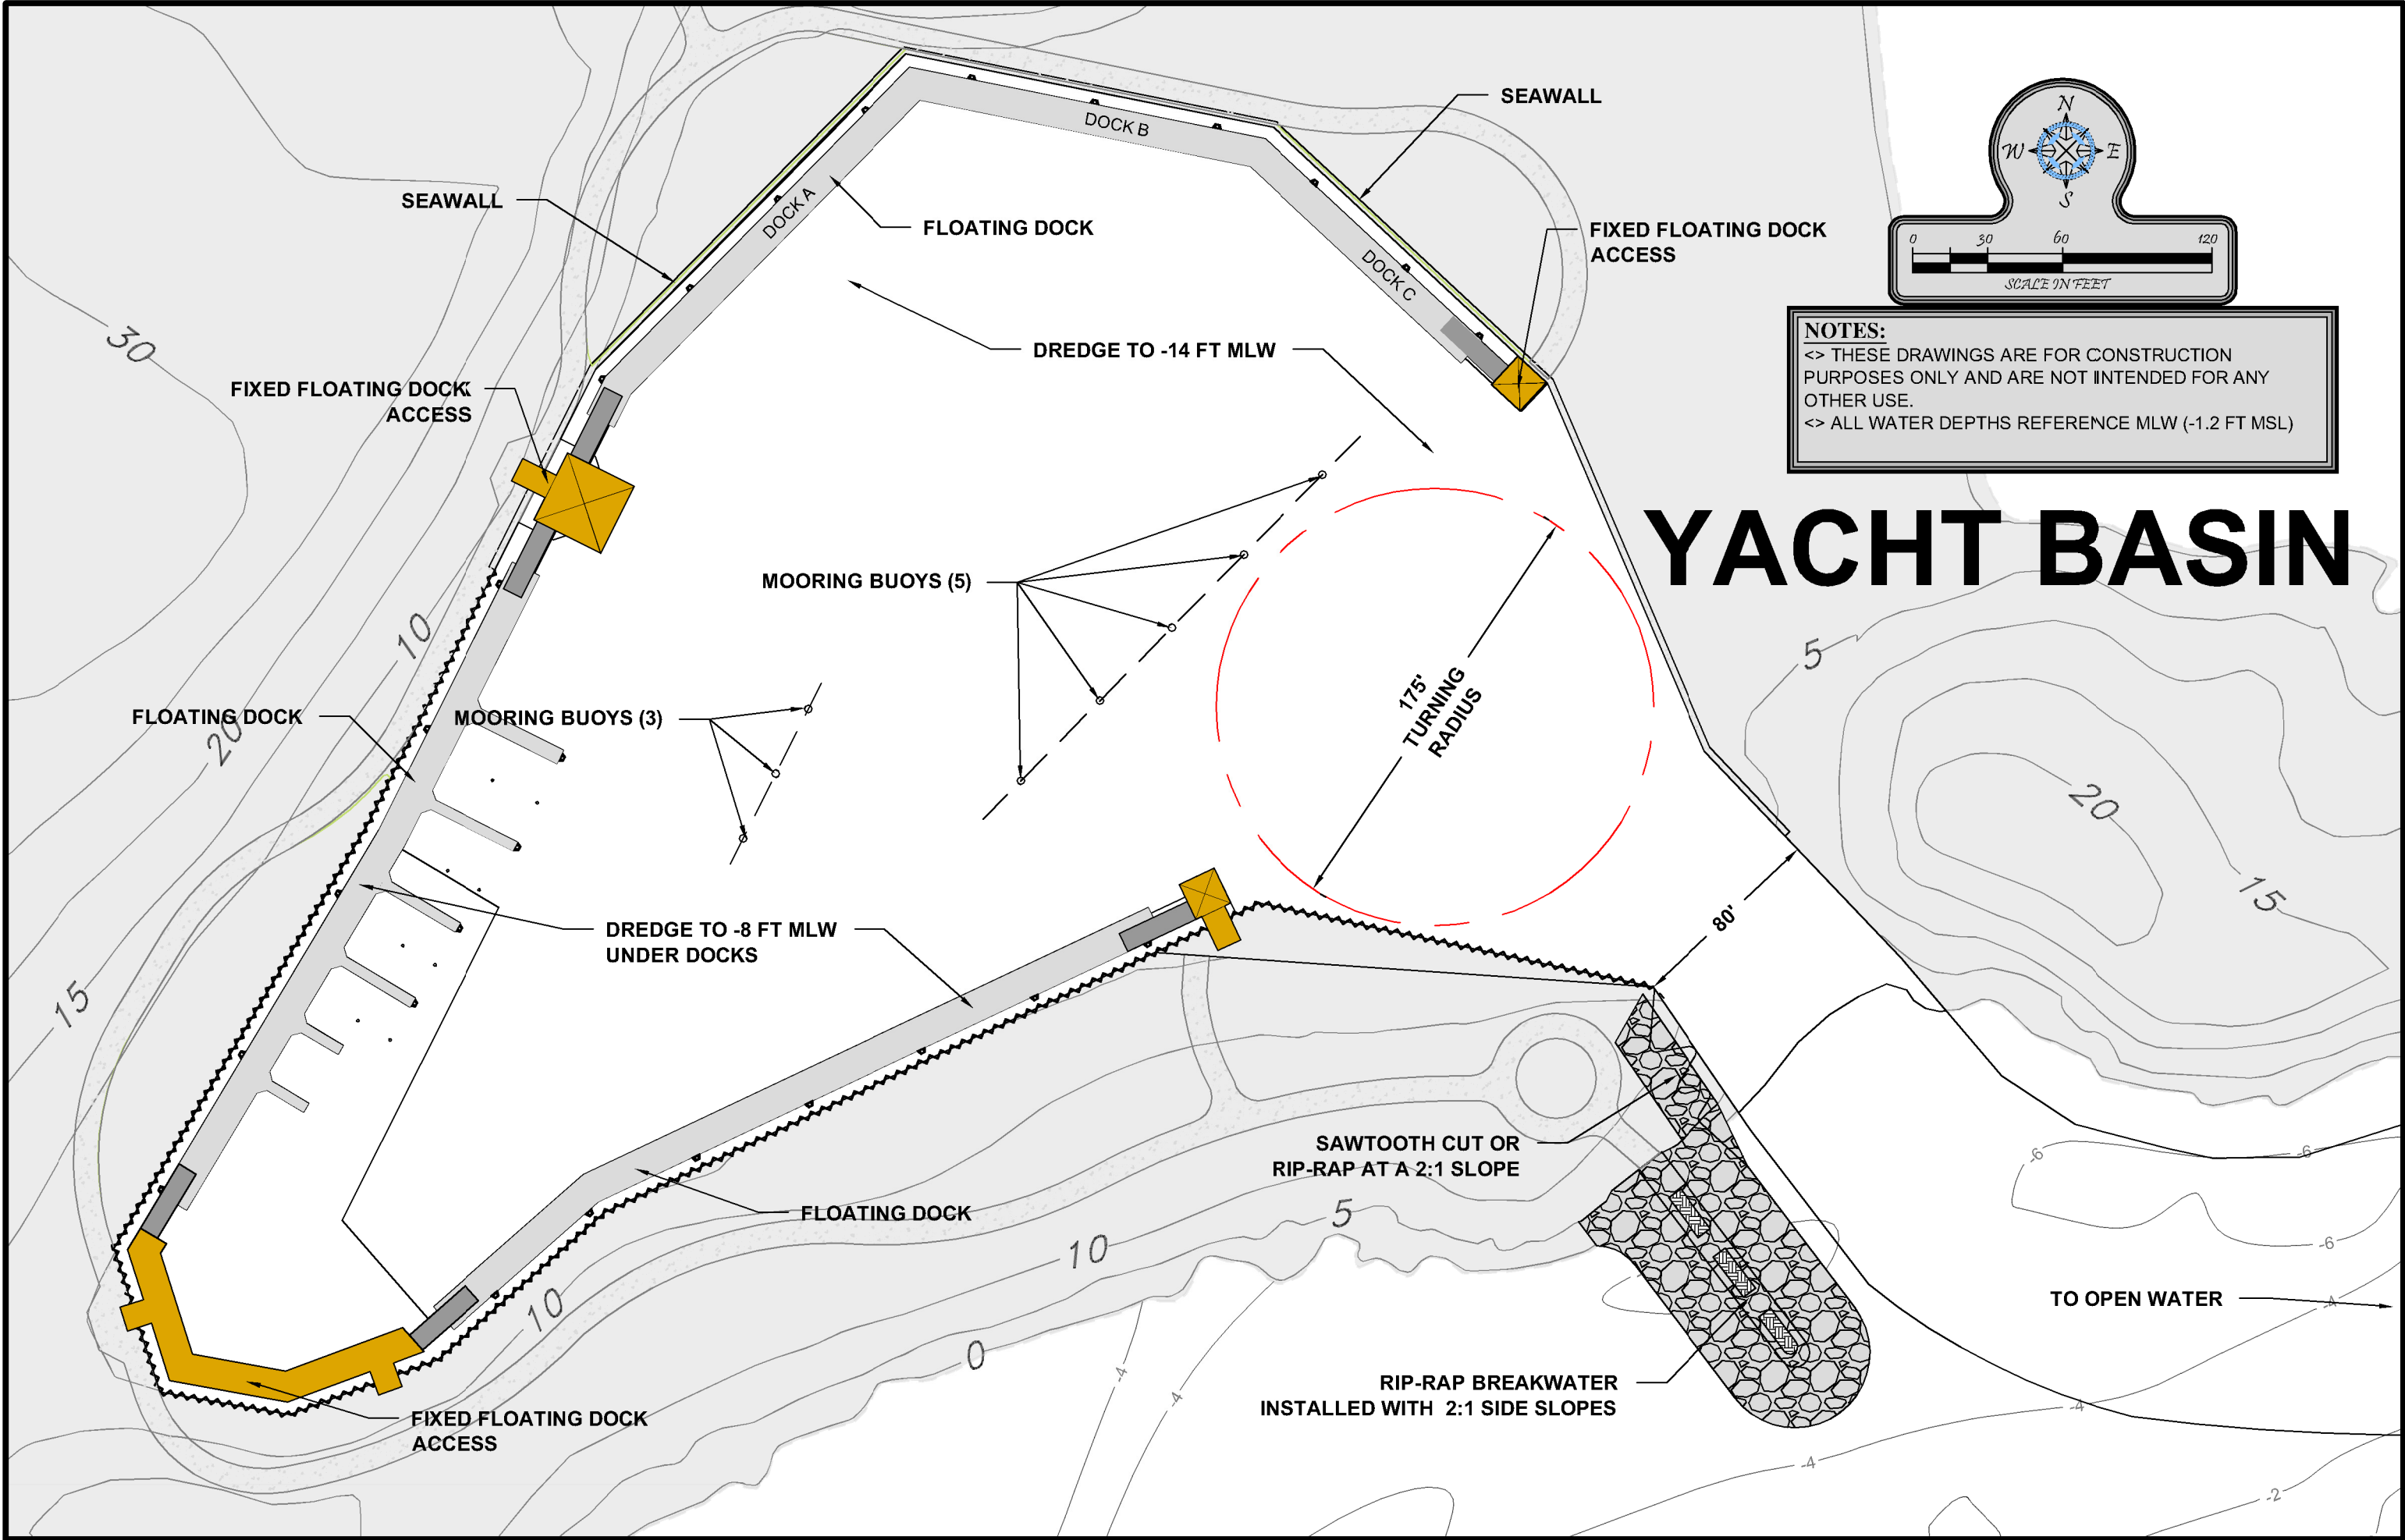 SEAWALL
N
W E
S
0 30 60 120
SCALE IN FEET
DOCK B
SEAWALL
DOCK A
FLOATING DOCK
FIXED FLOATING DOCK
ACCESS
DOCK C
NOTES:
<> THESE DRAWINGS ARE FOR CONSTRUCTION
PURPOSES ONLY AND ARE NOT INTENDED FOR ANY
OTHER USE.
<> ALL WATER DEPTHS REFERENCE MLW (-1.2 FT MSL)
30
DREDGE TO -14 FT MLW
FIXED FLOATING DOCK
ACCESS
YACHT BASIN
MOORING BUOYS (5)
10
5
175'
TURNING
RADIUS
FLOATING DOCK
20
MOORING BUOYS (3)
20
15
80'
DREDGE TO -8 FT MLW
UNDER DOCKS
15
SAWTOOTH CUT OR
RIP-RAP AT A 2:1 SLOPE
-6
-6
FLOATING DOCK
5
10
-6
10
TO OPEN WATER
-4
0
-4
-4
RIP-RAP BREAKWATER
INSTALLED WITH 2:1 SIDE SLOPES
-4
FIXED FLOATING DOCK
ACCESS
-4
-2